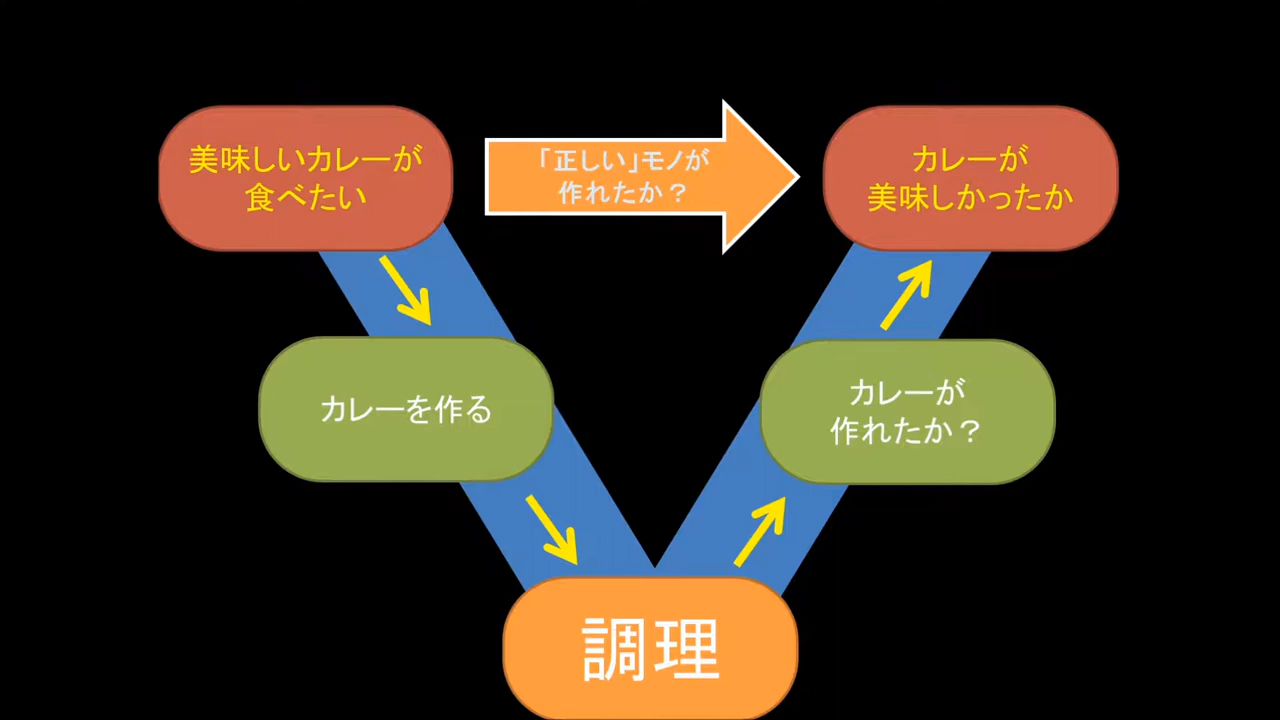 美味しいカレーが
食べたい
「正しい」モノが
作れたか？
カレーが
美味しかったか
カレーを作る
カレーが
作れたか？
調理